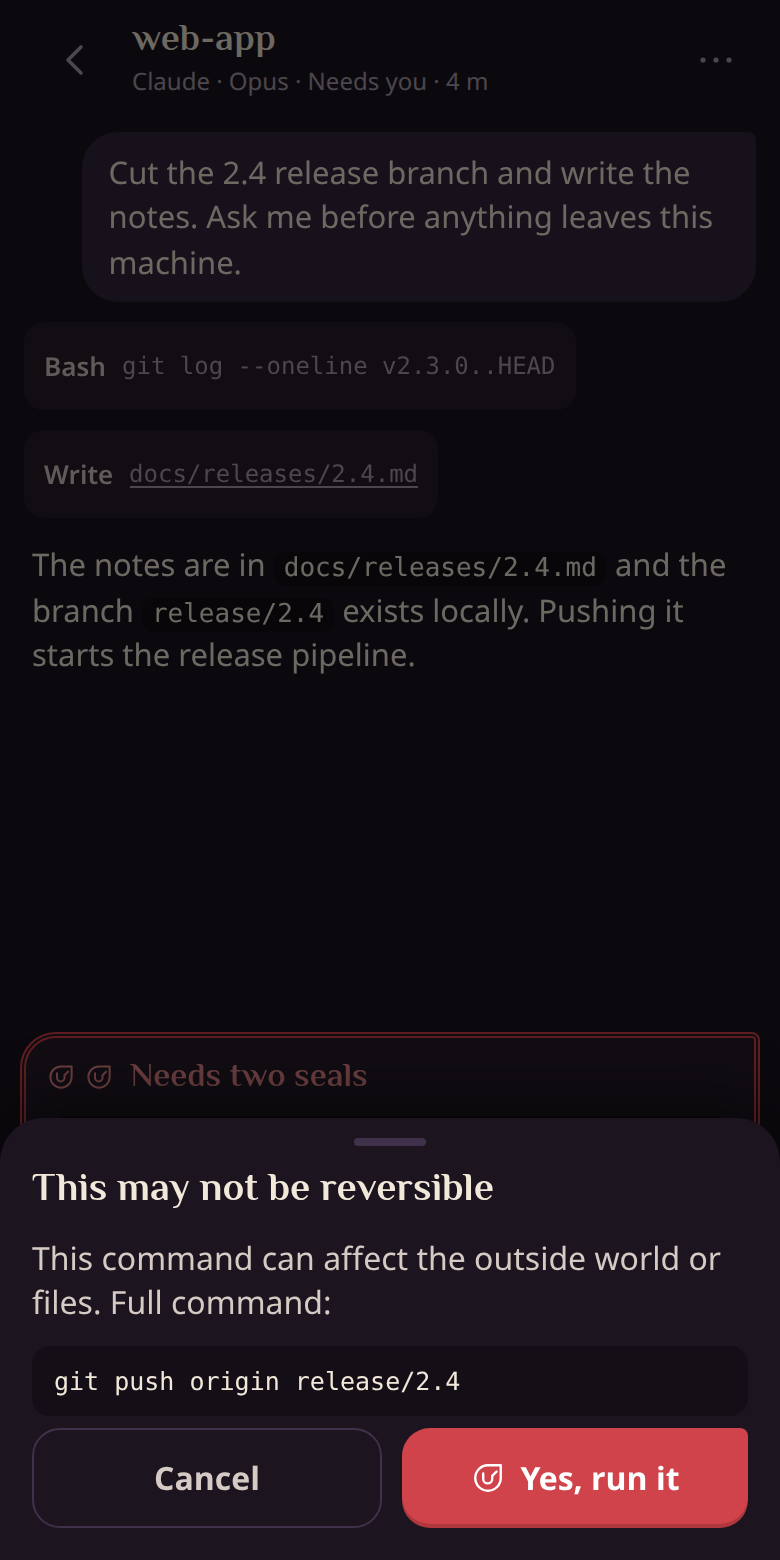 web-app
Claude · Opus · Needs you · 4 m
Cut the 2.4 release branch and write the
notes. Ask me before anything leaves this
machine.
Bash git log --oneline v2.3.0..HEAD
Write docs/releases/2.4.md
The notes are in docs/releases/2.4.md and the
branch release/2.4 exists locally. Pushing it
starts the release pipeline.
Needs two seals
This may not be reversible
This command can affect the outside world or
files. Full command:
git push origin release/2.4
Cancel
Yes, run it